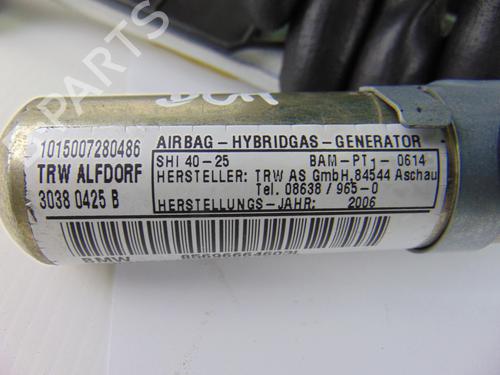 1015007280486
TRW ALFDORF
3038 0425 B
AIRBAG-HYBRIDGAS-GENERATOR
SHI 40-25 BAM-PT1-0614
HERSTELLER: TRW AS GmbH, 84544 Aschau
Tel. 08638 / 965-0
HERSTELLUNGS-JAHR: 2006
BMW
PARTS